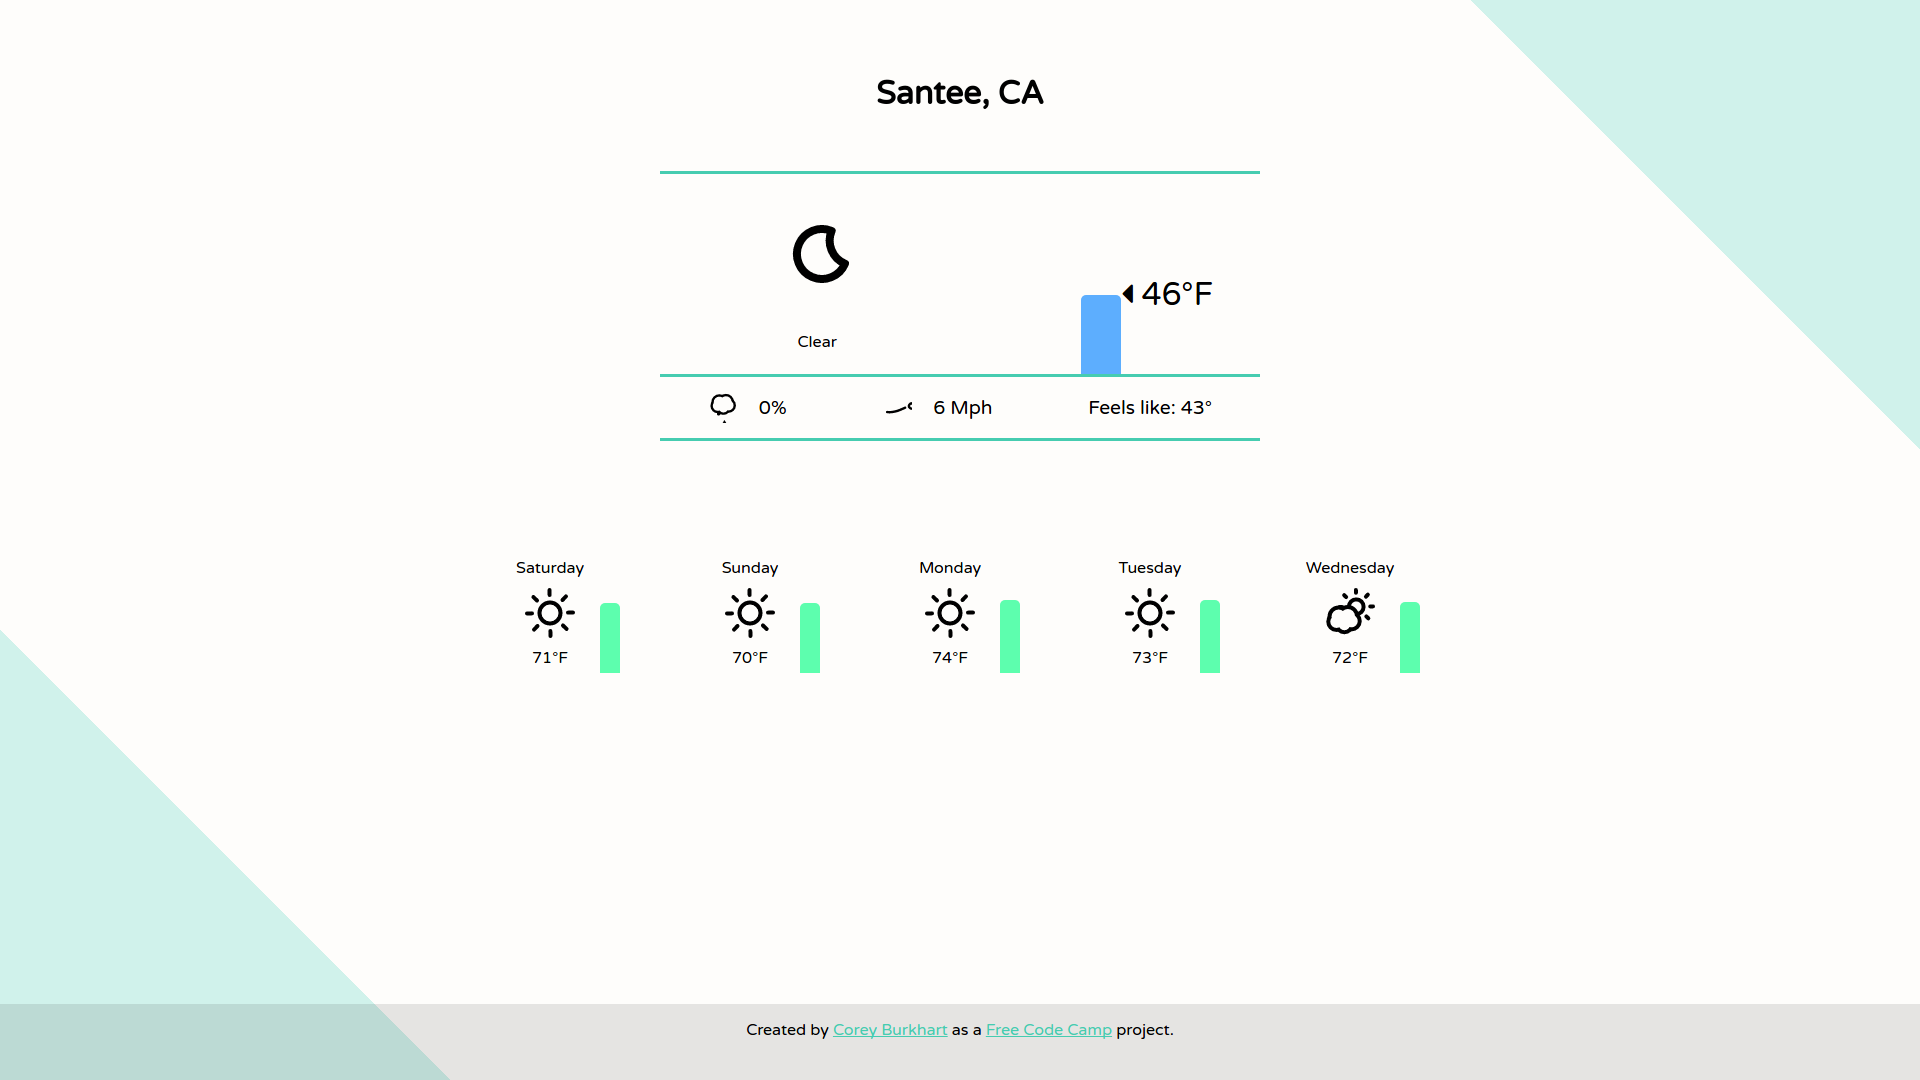 Santee, CA
46°F
Clear
0%
6 Mph
Feels like: 43°
Saturday
71°F
Sunday
70°F
Monday
74°F
Tuesday
73°F
Wednesday
72°F
Created by Corey Burkhart as a Free Code Camp project.